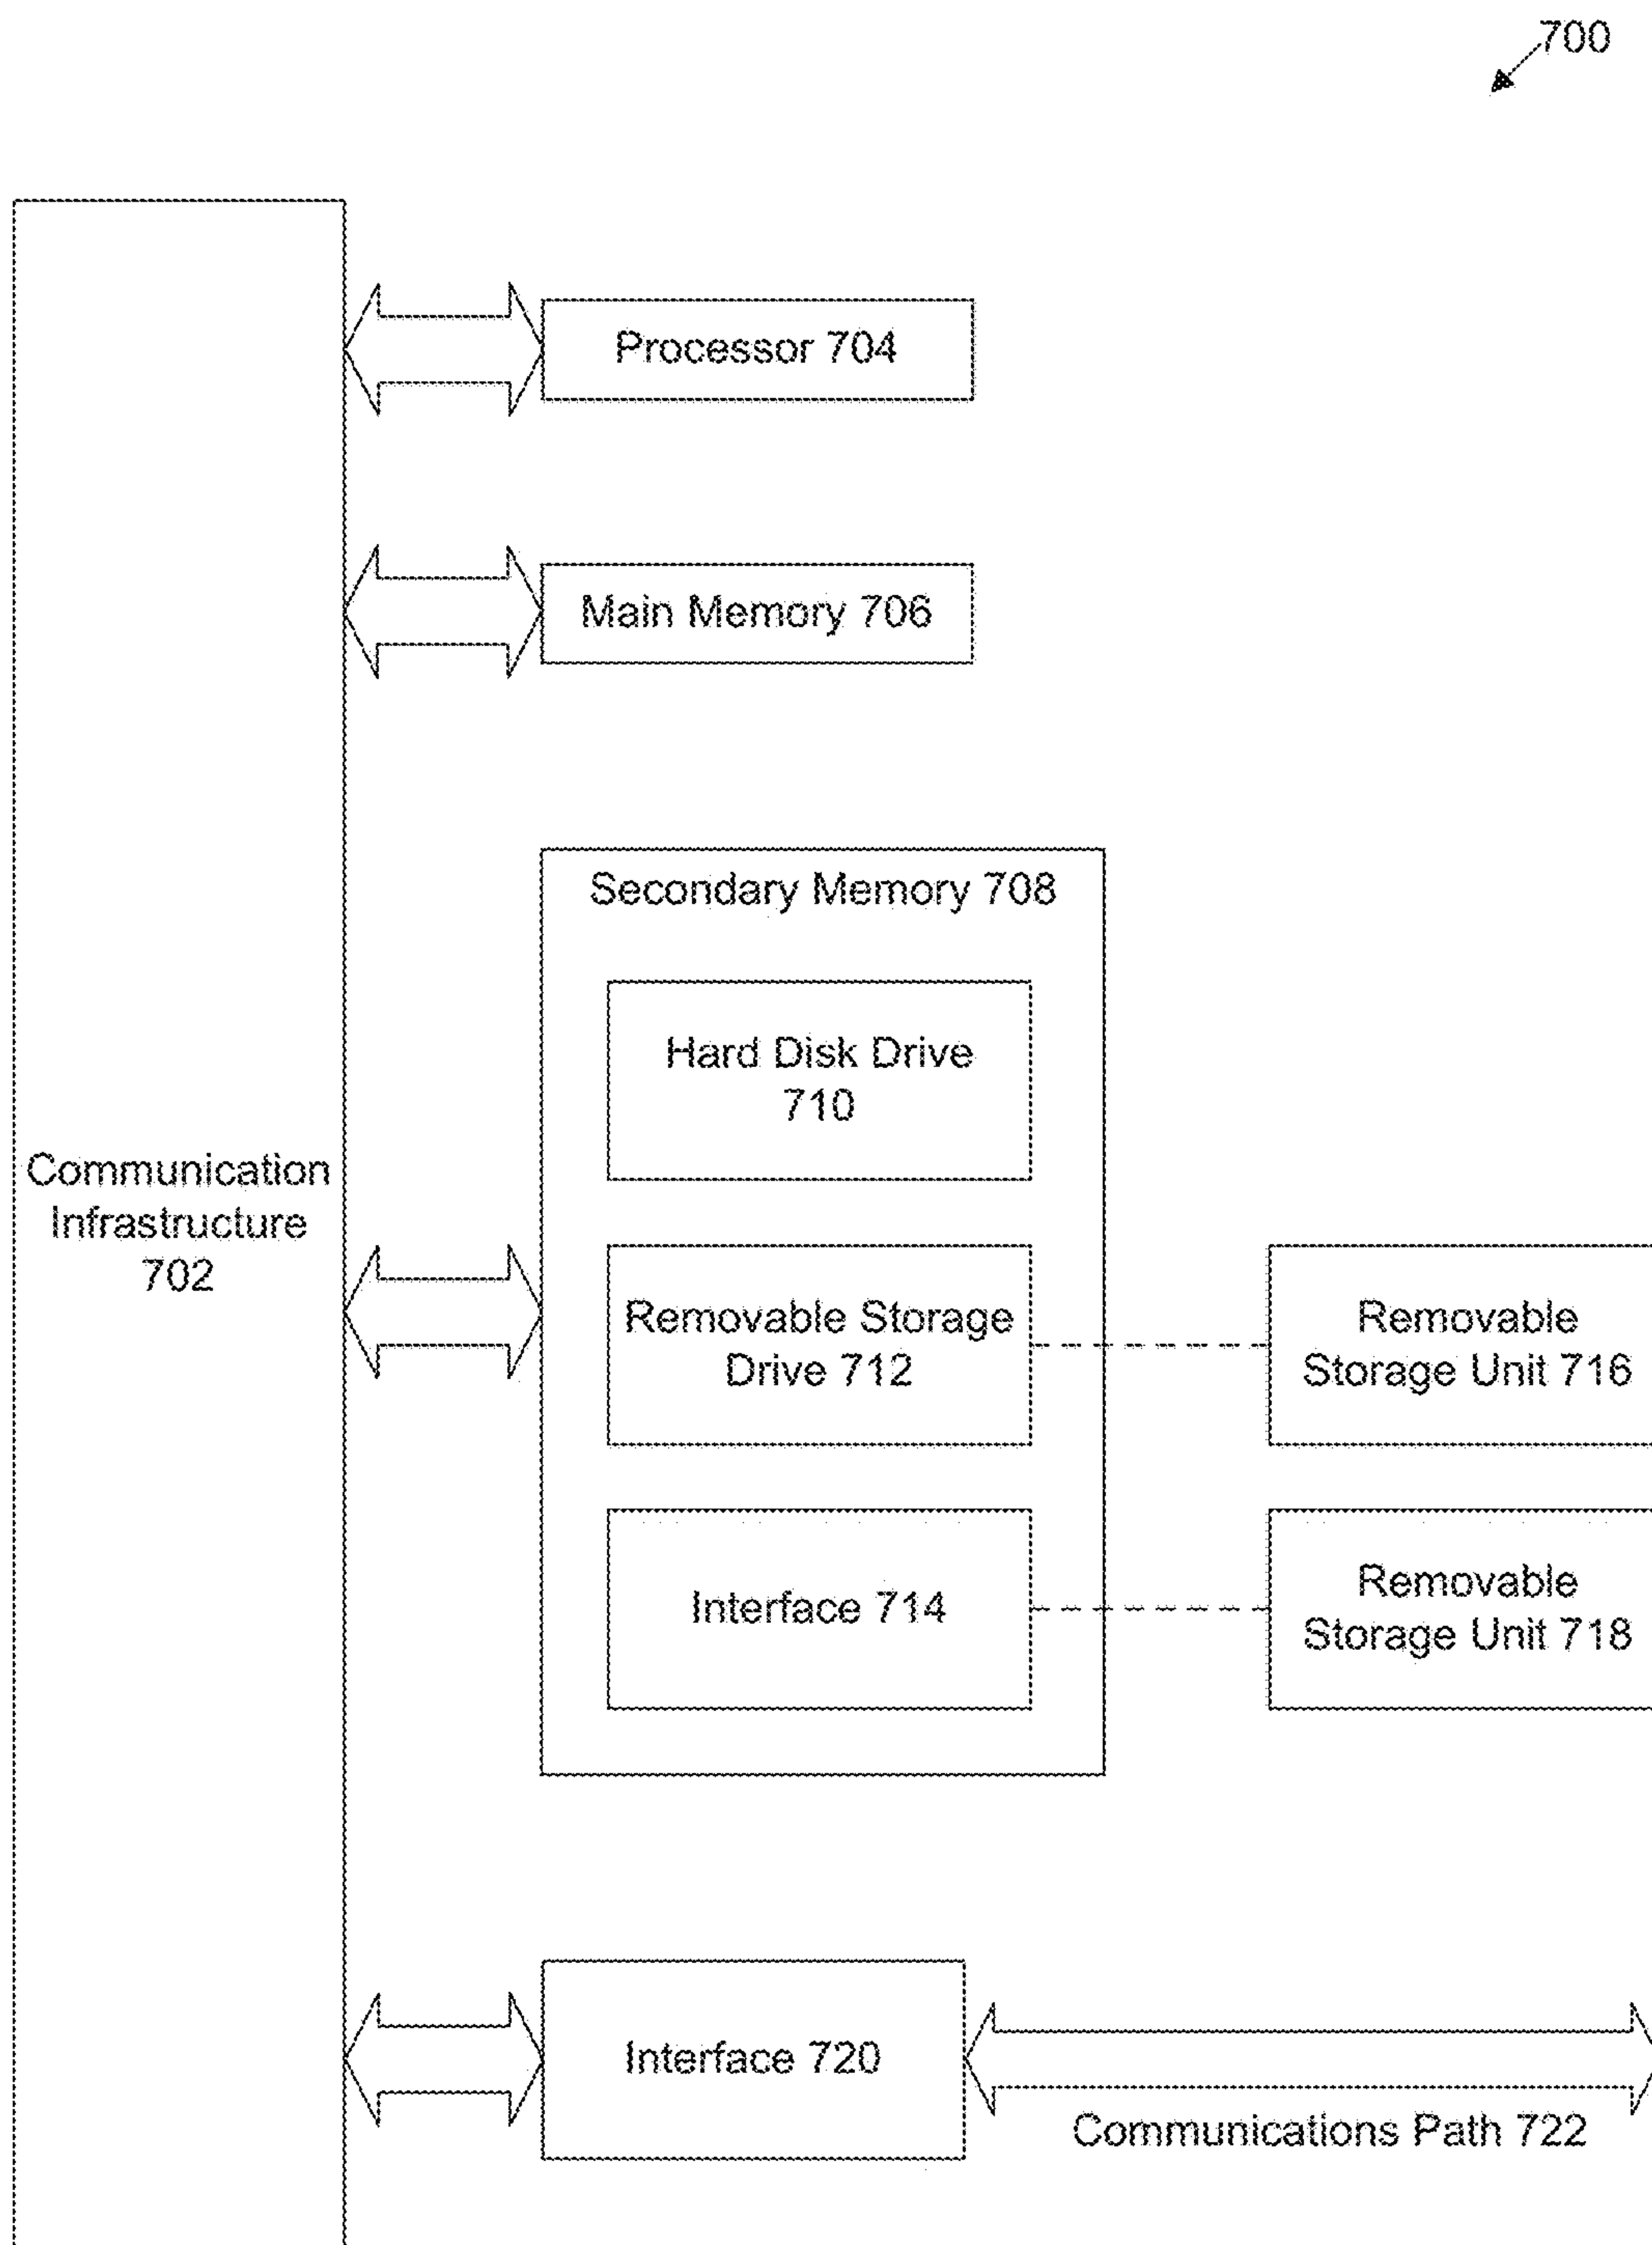 700
Processor 704
Main Memory 706
Secondary Memory 708
Hard Disk Drive
710
Communication
Infrastructure
702
Removable Storage
Drive 712
Removable
Storage Unit 716
Interface 714
Removable
Storage Unit 718
Interface 720
Communications Path 722